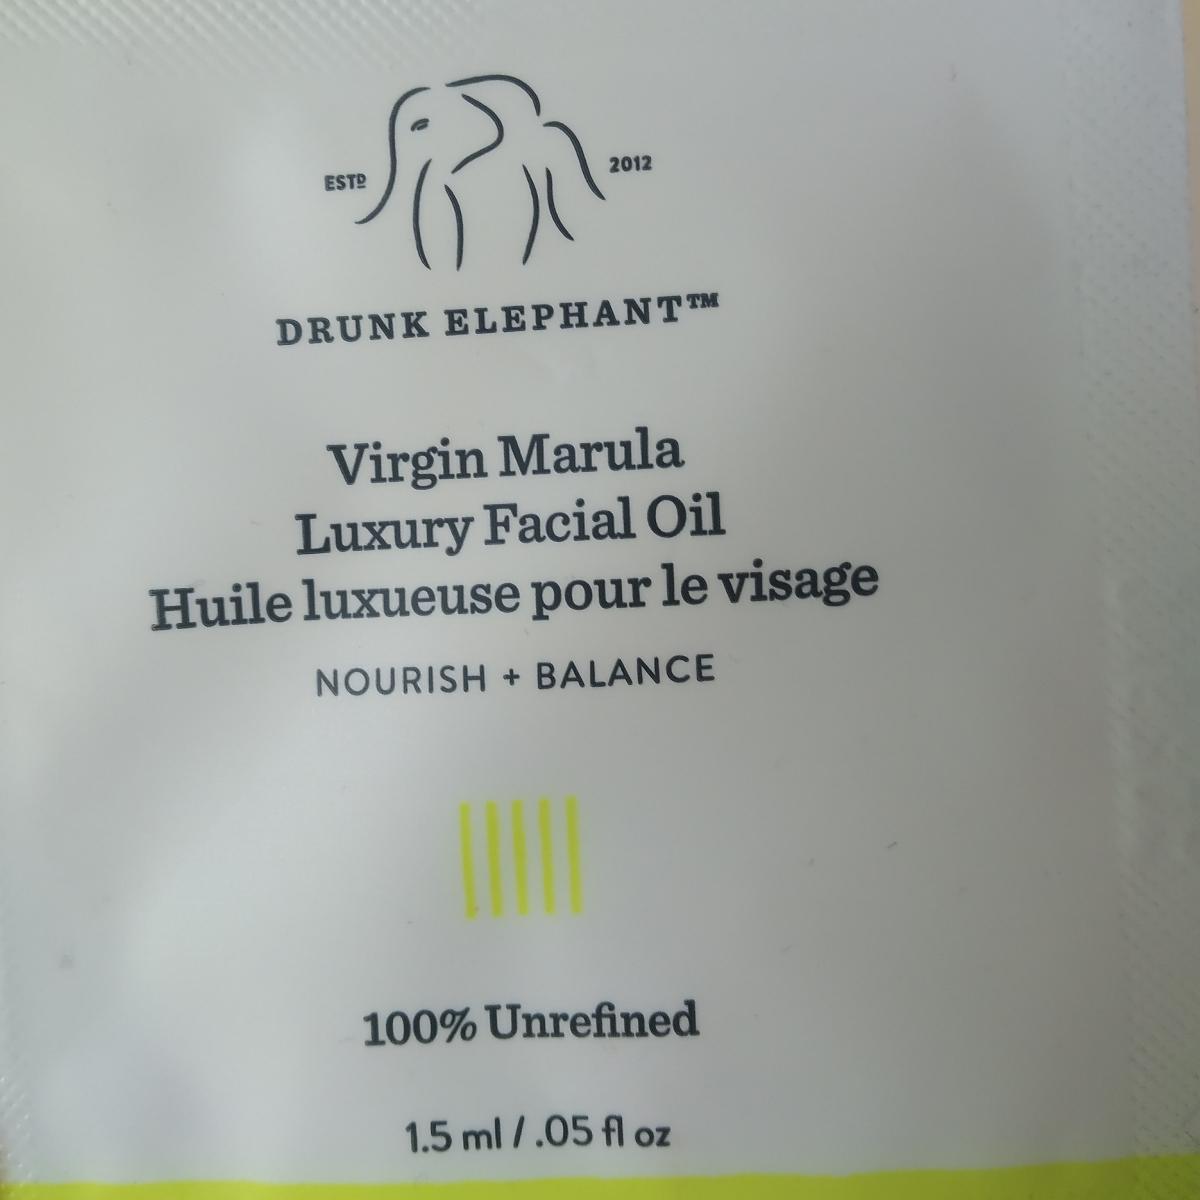 ESTD
2012
DRUNK ELEPHANT™
Virgin Marula
Luxury Facial Oil
Huile luxueuse pour le visage
NOURISH + BALANCE
100% Unrefined
1.5 ml / .05 fl oz